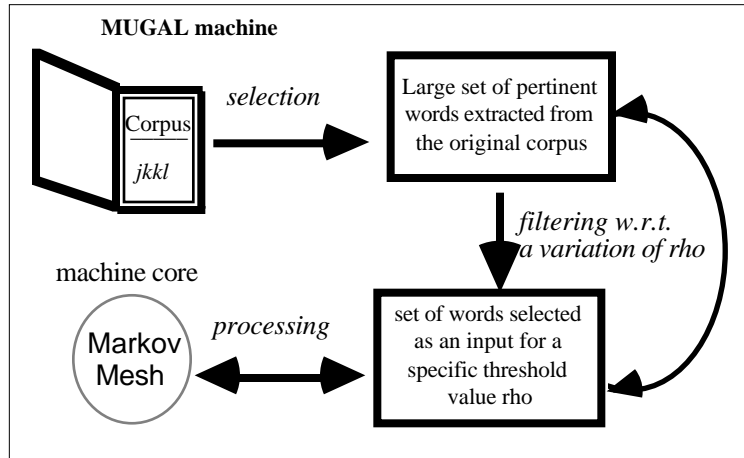 MUGAL machine
Corpus
jkkl
selection
Large set of pertinent
words extracted from
the original corpus
filtering w.r.t.
a variation of rho
machine core
Markov
Mesh
processing
set of words selected
as an input for a
specific threshold
value rho